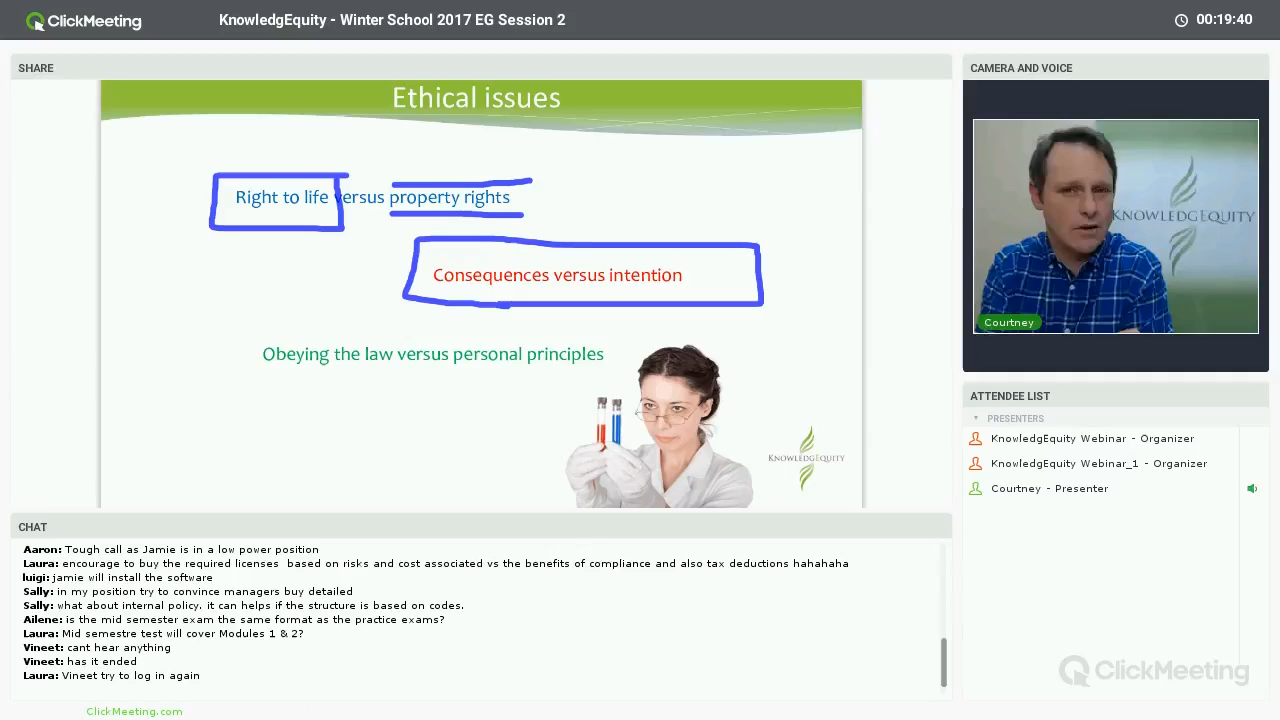 ClickMeeting
KnowledgEquity - Winter School 2017 EG Session 2
00:19:40
SHARE
Ethical issues
Right to life versus property rights
Consequences versus intention
Obeying the law versus personal principles
KNOWLEDGEQUITY
CAMERA AND VOICE
KNOWLEDGEQUITY
Courtney
ATTENDEE LIST
PRESENTERS
KnowledgEquity Webinar - Organizer
KnowledgEquity Webinar_1 - Organizer
Courtney - Presenter
CHAT
Aaron: Tough call as Jamie is in a low power position
Laura: encourage to buy the required licenses based on risks and cost associated vs the benefits of compliance and also tax deductions hahahaha
luigi: jamie will install the software
Sally: in my position try to convince managers buy detailed
Sally: what about internal policy. it can helps if the structure is based on codes.
Ailene: is the mid semester exam the same format as the practice exams?
Laura: Mid semestre test will cover Modules 1 & 2?
Vineet: cant hear anything
Vineet: has it ended
Laura: Vineet try to log in again
ClickMeeting
ClickMeeting.com